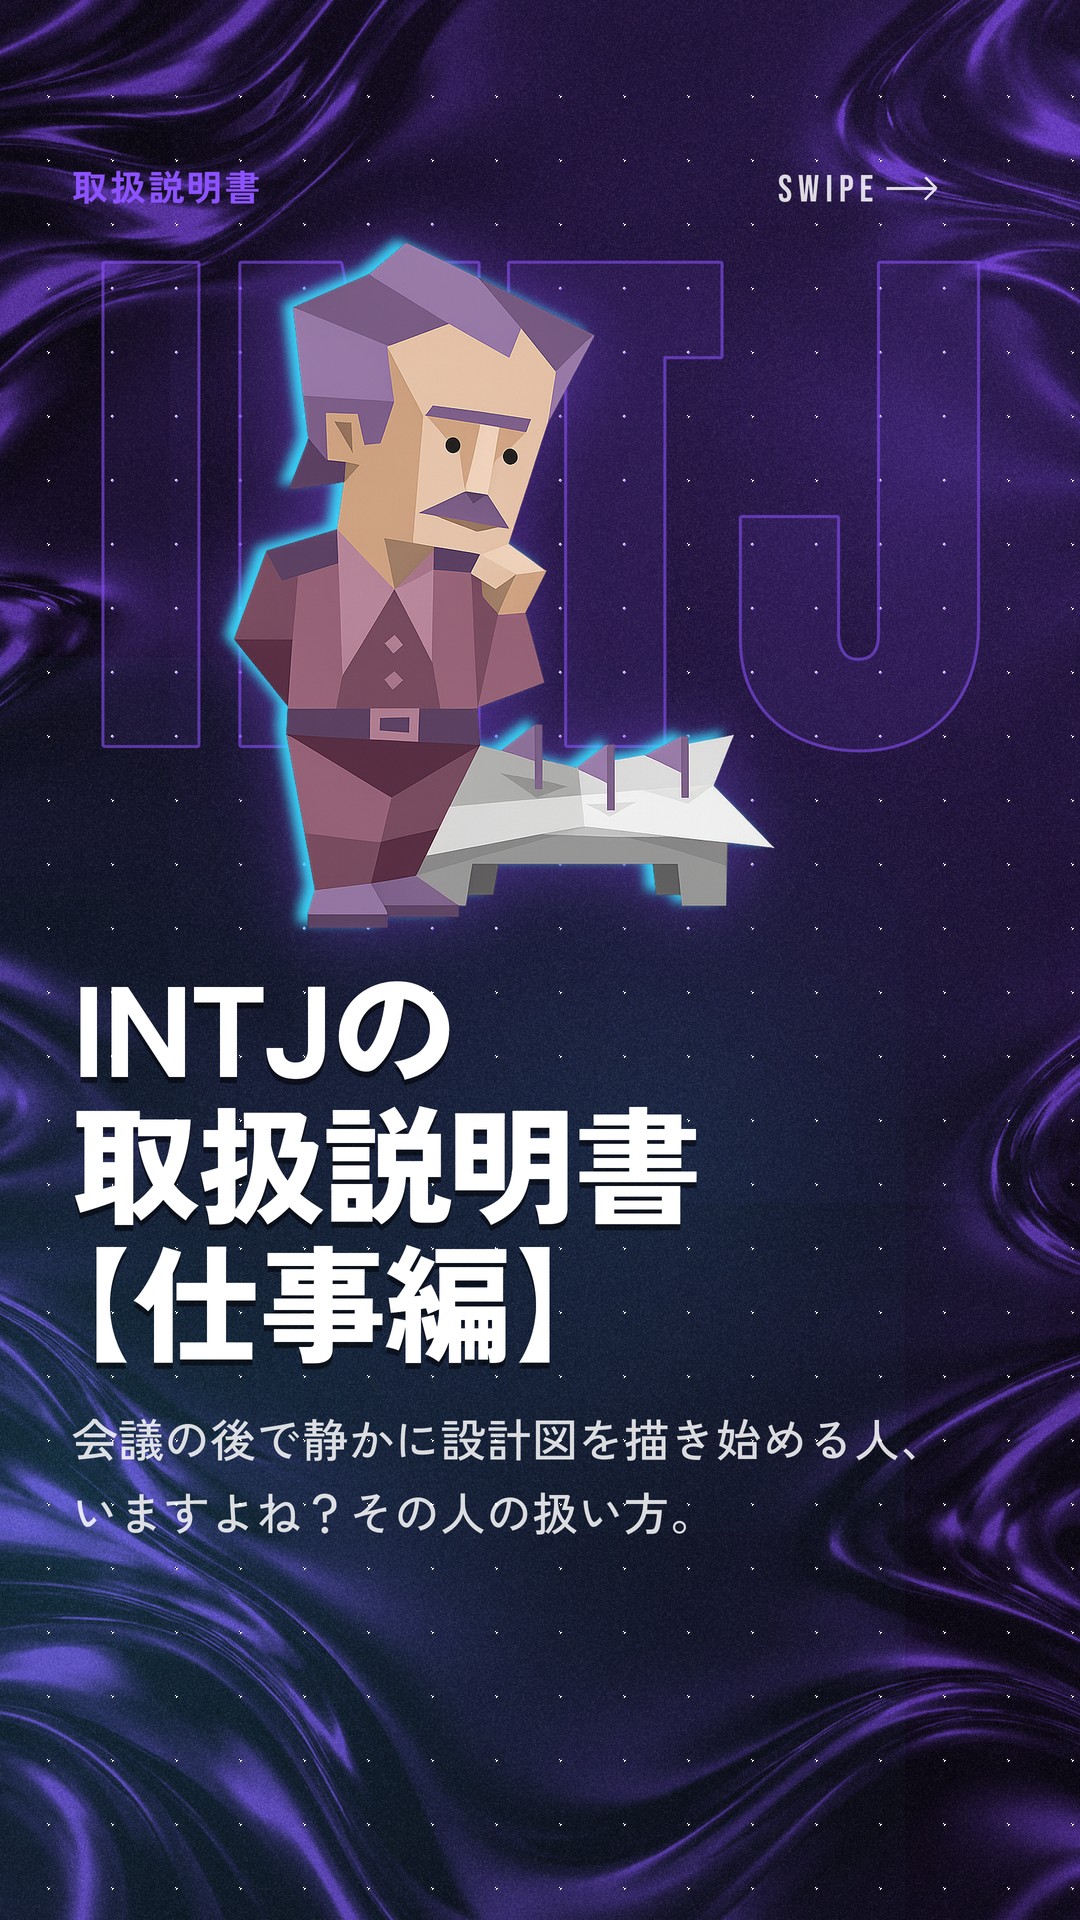 取扱説明書
SWIPE
INTJ
INTJの
取扱説明書
【仕事編】
会議の後で静かに設計図を描き始める人、
いますよね？その人の扱い方。